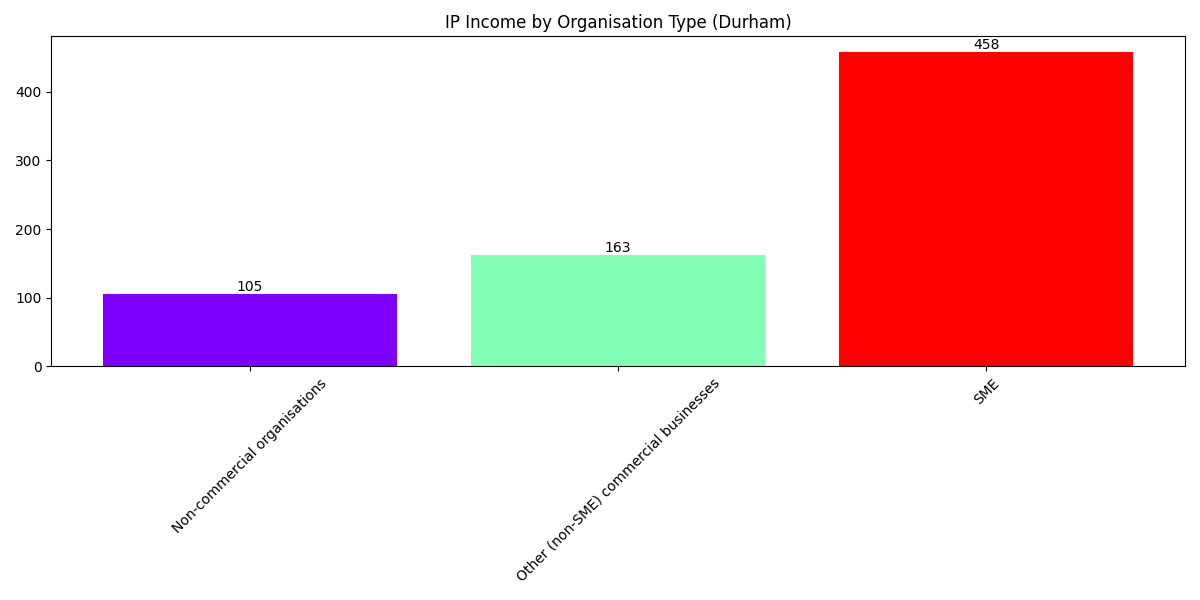 IP Income by Organisation Type (Durham)
458
400
300
200
163
105
100
0
Non-commercial organisations
Other (non-SME) commercial businesses
SME